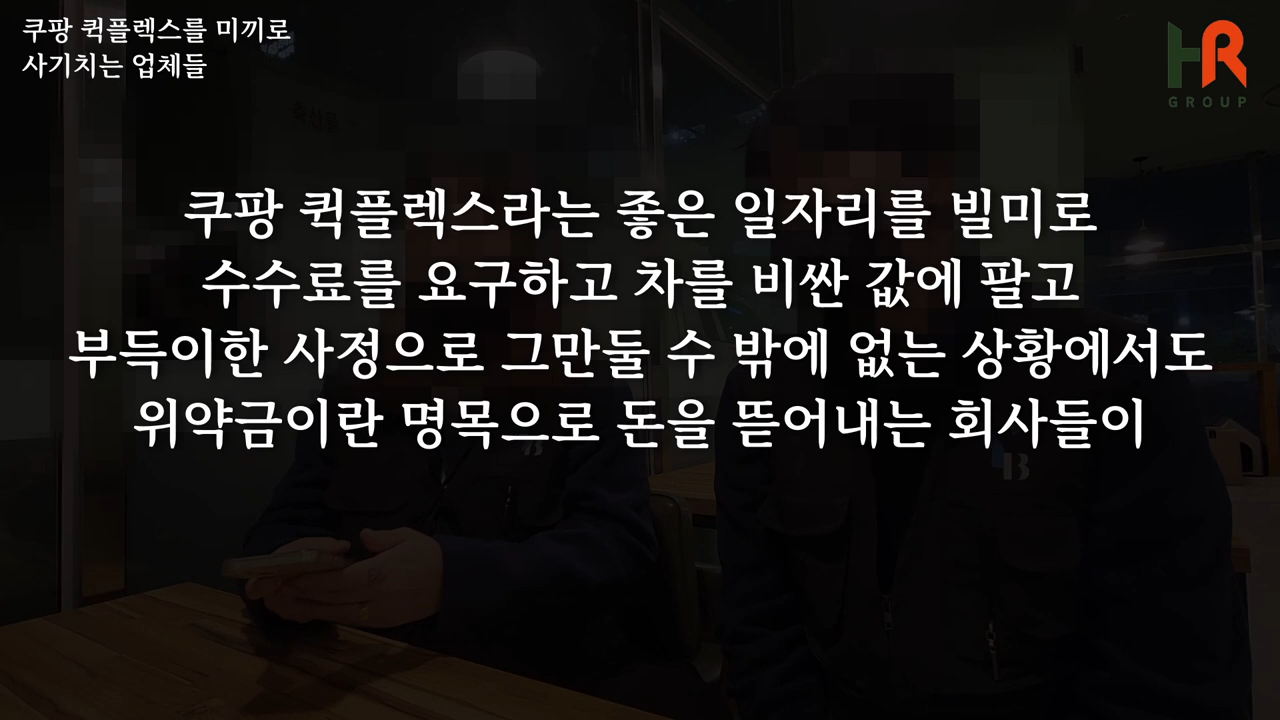 쿠팡 퀵플렉스를 미끼로
사기치는 업체들
HR
GROUP
쿠팡 퀵플렉스라는 좋은 일자리를 빌미로
수수료를 요구하고 차를 비싼 값에 팔고
부득이한 사정으로 그만둘 수 밖에 없는 상황에서도
위약금이란 명목으로 돈을 뜯어내는 회사들이
B